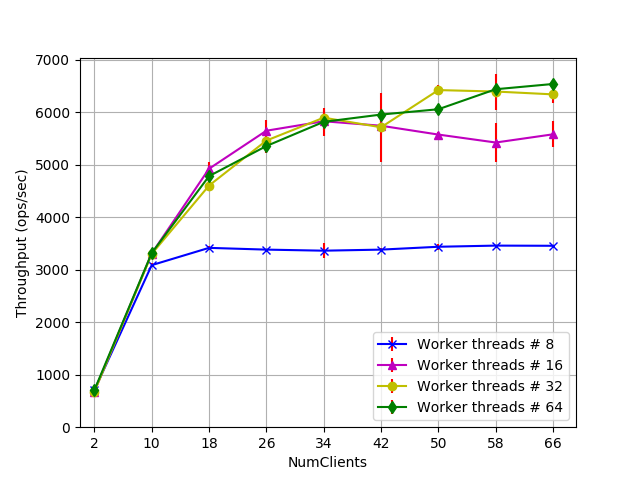 7000
6000
5000
4000
3000
2000
1000
0
Throughput (ops/sec)
2 10 18 26 34 42 50 58 66
NumClients
Worker threads # 8
Worker threads # 16
Worker threads # 32
Worker threads # 64